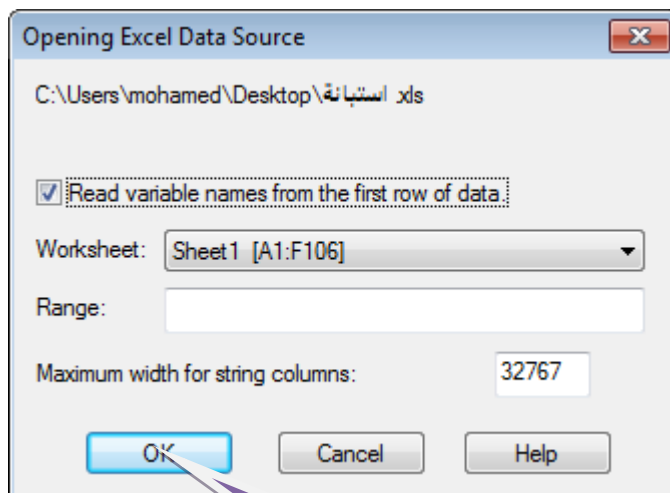 Opening Excel Data Source
C:\Users\mohamed\Desktop\استبانة .xls
Read variable names from the first row of data.
Worksheet: Sheet1 [A1:F106]
Range:
Maximum width for string columns: 32767
OK Cancel Help